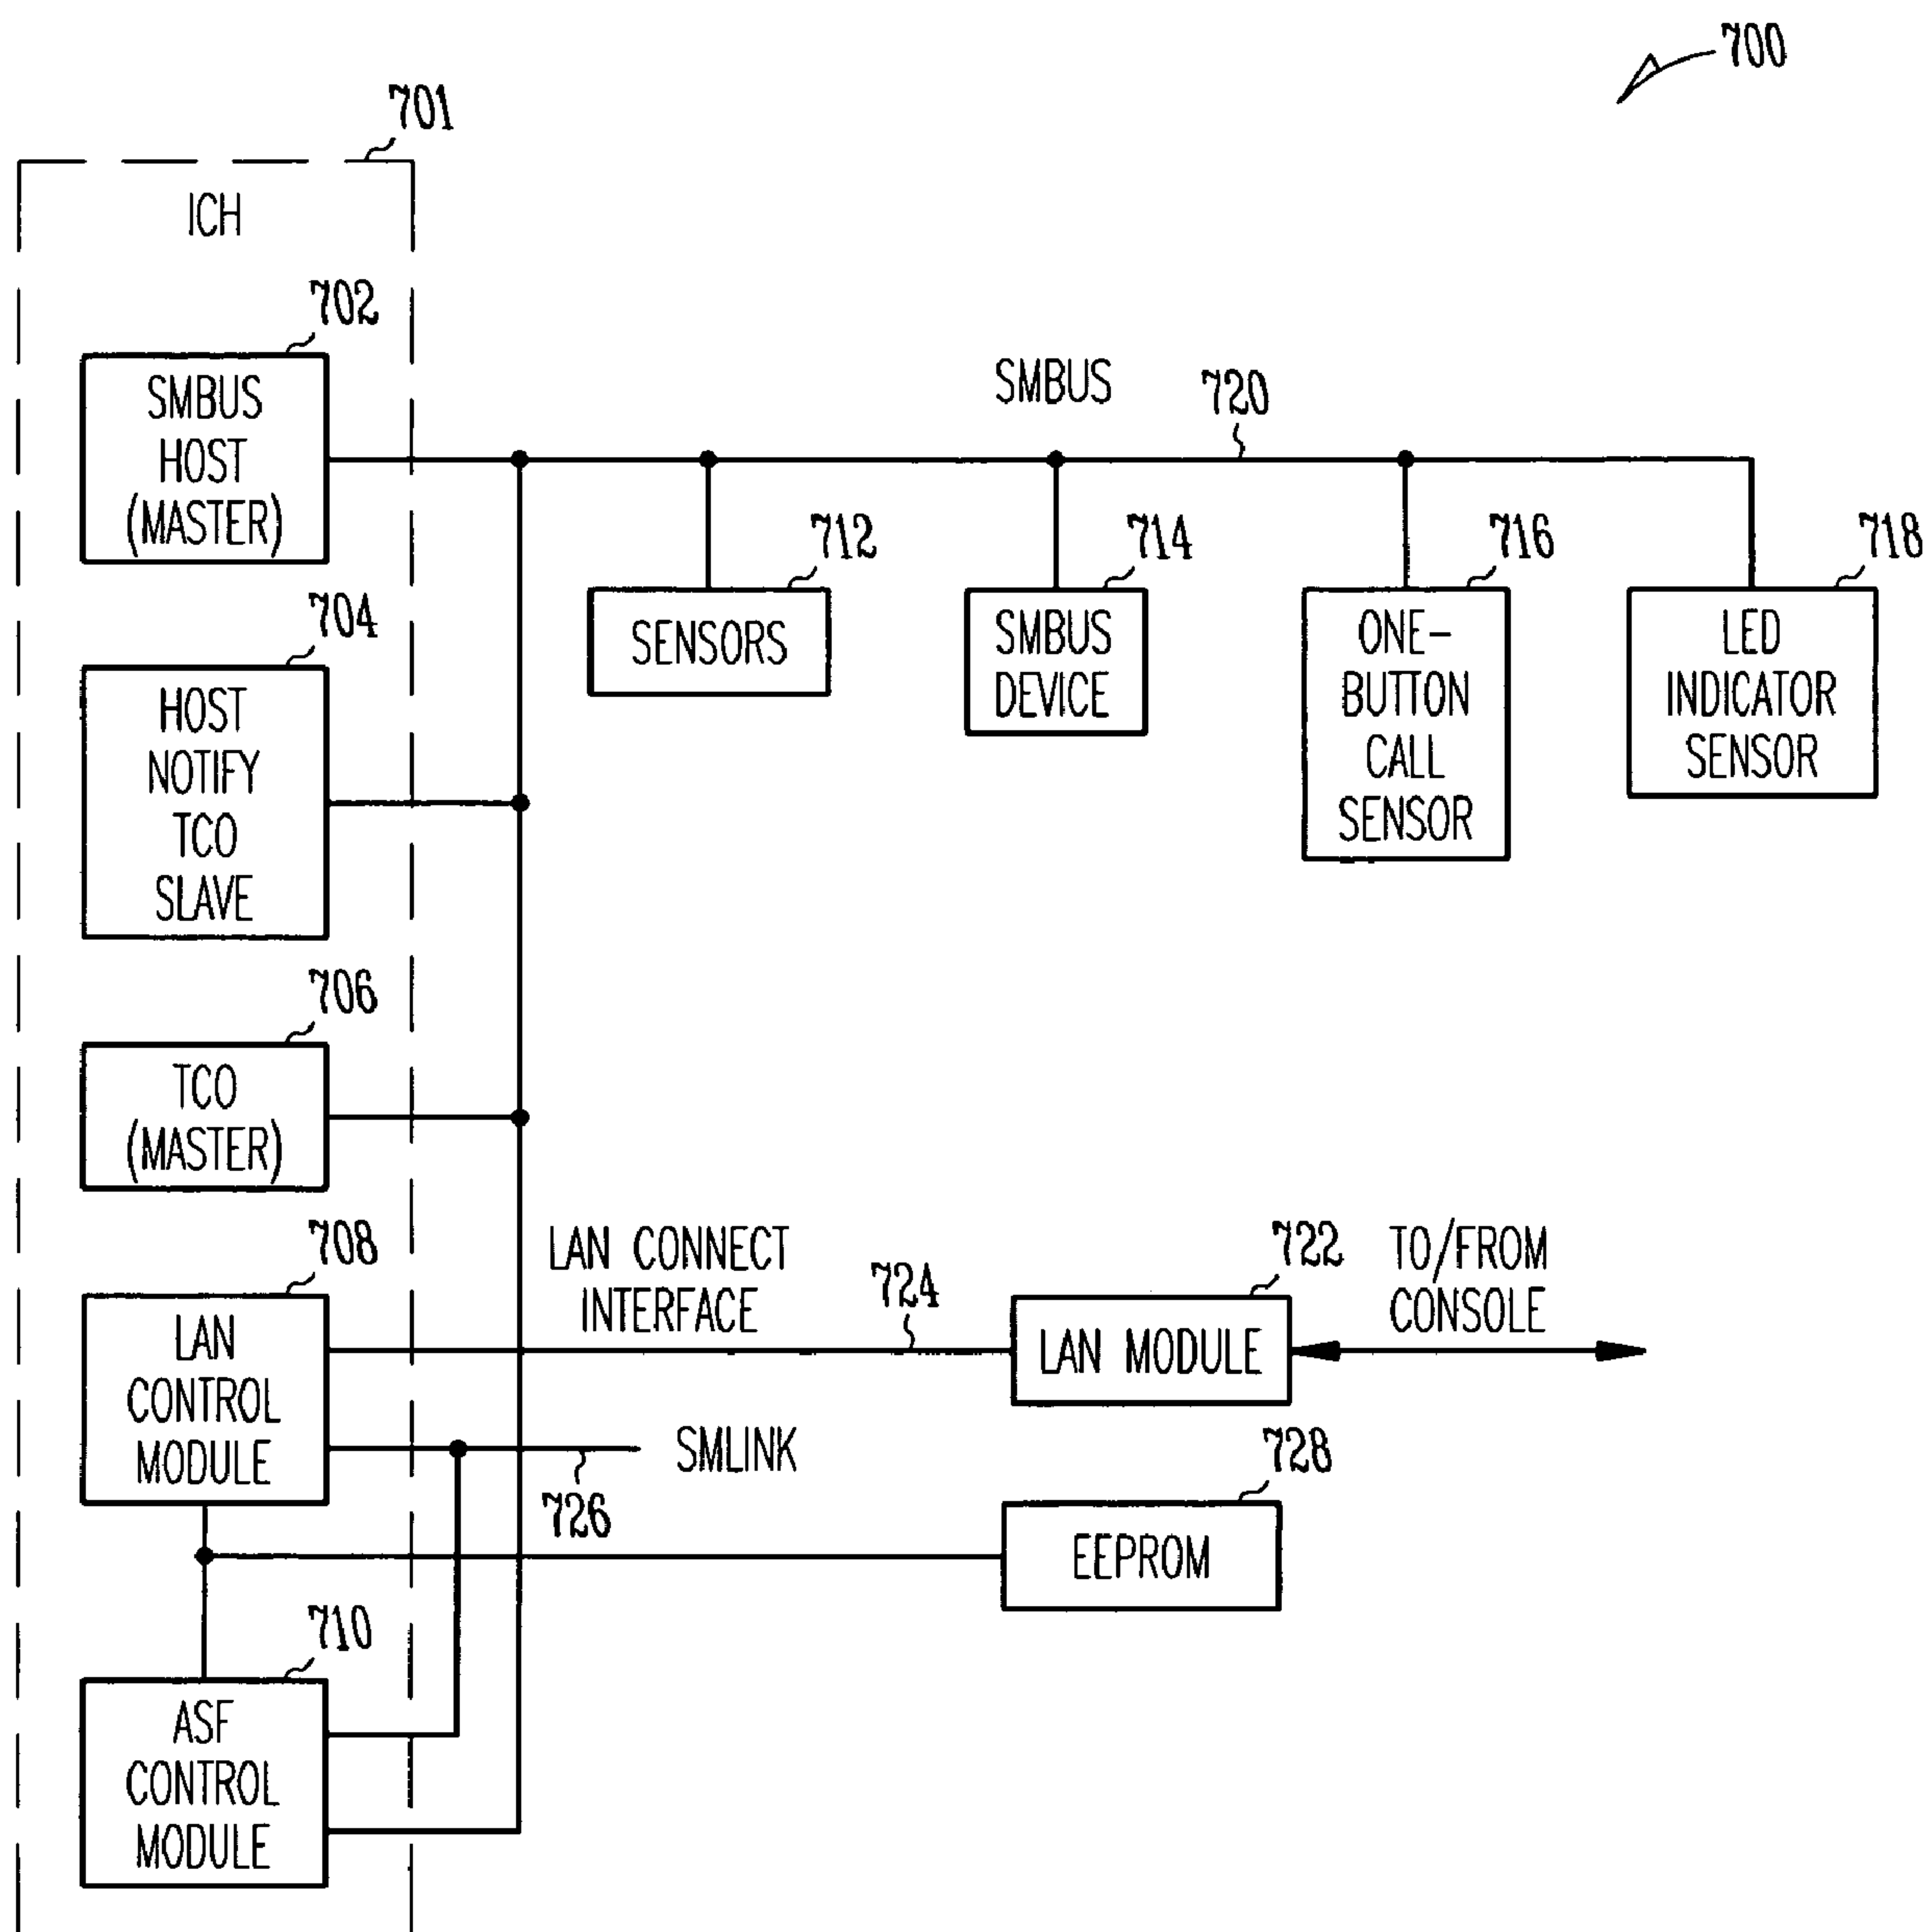 700
701
ICH
702
SMBUS
HOST
(MASTER)
SMBUS
720
704
HOST
NOTIFY
TCO
SLAVE
712
SENSORS
714
SMBUS
DEVICE
716
ONE-
BUTTON
CALL
SENSOR
718
LED
INDICATOR
SENSOR
706
TCO
(MASTER)
708
LAN
CONTROL
MODULE
LAN CONNECT
INTERFACE
724
722
LAN MODULE
TO/FROM
CONSOLE
SMLINK
726
728
EEPROM
710
ASF
CONTROL
MODULE